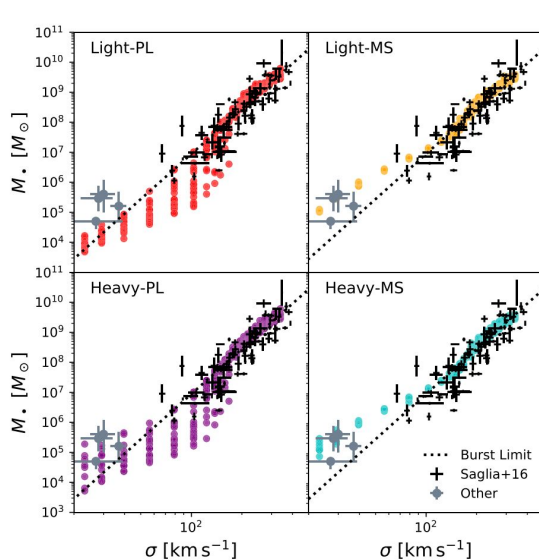 10¹¹
10¹⁰
10⁹
10⁸
10⁷
10⁶
10⁵
10⁴
M• [M⊙]
Light-PL
Light-MS
10¹¹
10¹⁰
10⁹
10⁸
10⁷
10⁶
10⁵
10⁴
10³
M• [M⊙]
Heavy-PL
Heavy-MS
Burst Limit
Saglia+16
Other
10²
10²
σ [km s⁻¹]
σ [km s⁻¹]